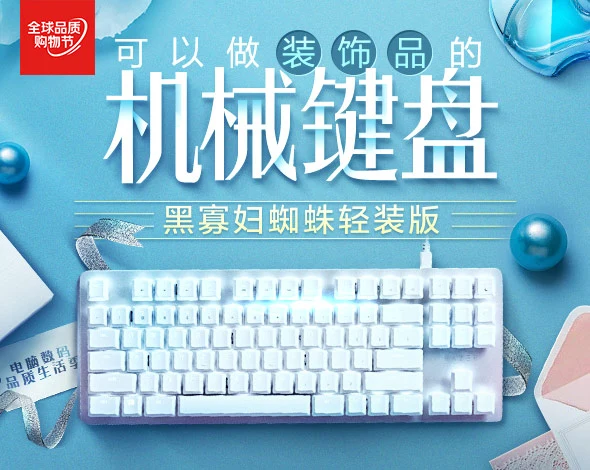 全球品质
购物节
可以做装饰品的
机械键盘
黑寡妇蜘蛛轻装版
电脑数码
品质生活季